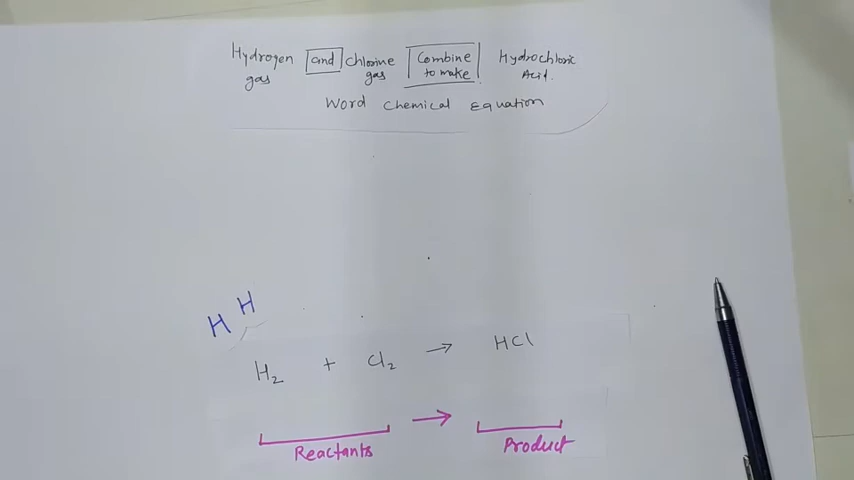 Hydrogen and chlorine Combine Hydrochloric
gas gas to make Acid.
Word Chemical Equation
H H
H₂ + Cl₂ → HCl
→
Reactants Product